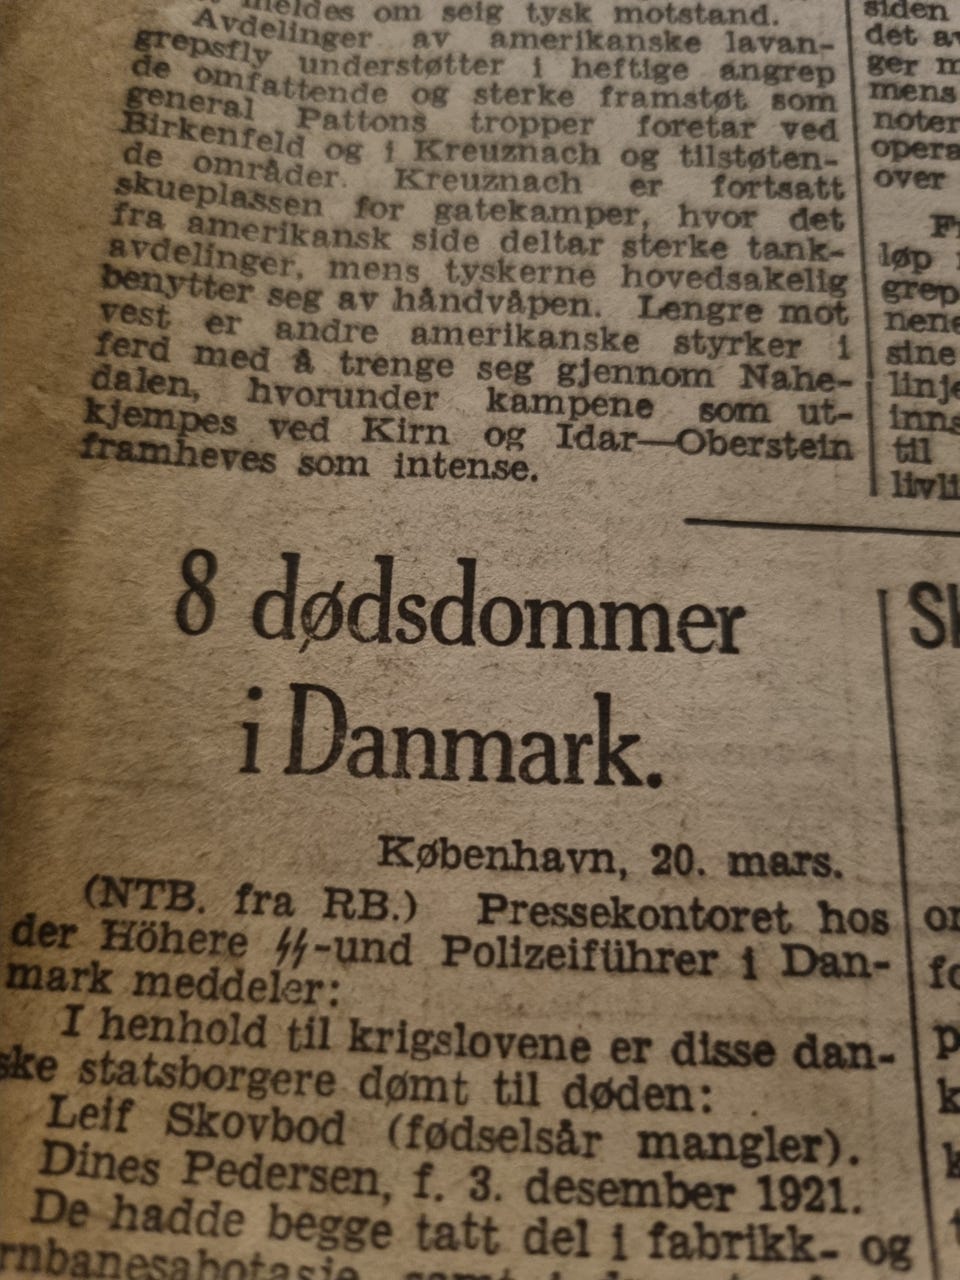 meldes om seig tysk motstand.
Avdelinger av amerikanske lavan-
grepsfly understøtter i heftige angrep
de omfattende og sterke framstøt som
general Pattons tropper foretar ved
Birkenfeld og i Kreuznach og tilstøten-
de områder. Kreuznach er fortsatt
skueplassen for gatekamper, hvor det
fra amerikansk side deltar sterke tank-
avdelinger, mens tyskerne hovedsakelig
benytter seg av håndvåpen. Lengre mot
vest er andre amerikanske styrker i
ferd med å trenge seg gjennom Nahe-
dalen, hvorunder kampene som ut-
kjempes ved Kirn og Idar—Oberstein
framheves som intense.
8 dødsdommer
i Danmark.
København, 20. mars.
(NTB. fra RB.) Pressekontoret hos
der Höhere ᛋᛋ-und Polizeiführer i Dan-
mark meddeler:
I henhold til krigslovene er disse dan-
ske statsborgere dømt til døden:
Leif Skovbod (fødselsår mangler).
Dines Pedersen, f. 3. desember 1921.
De hadde begge tatt del i fabrikk- og
rnbanesabotasje, samt i
siden
det av
ger m
mens
noter
opera
over
løp
grep
nene
sine
linje
inns
til
livli